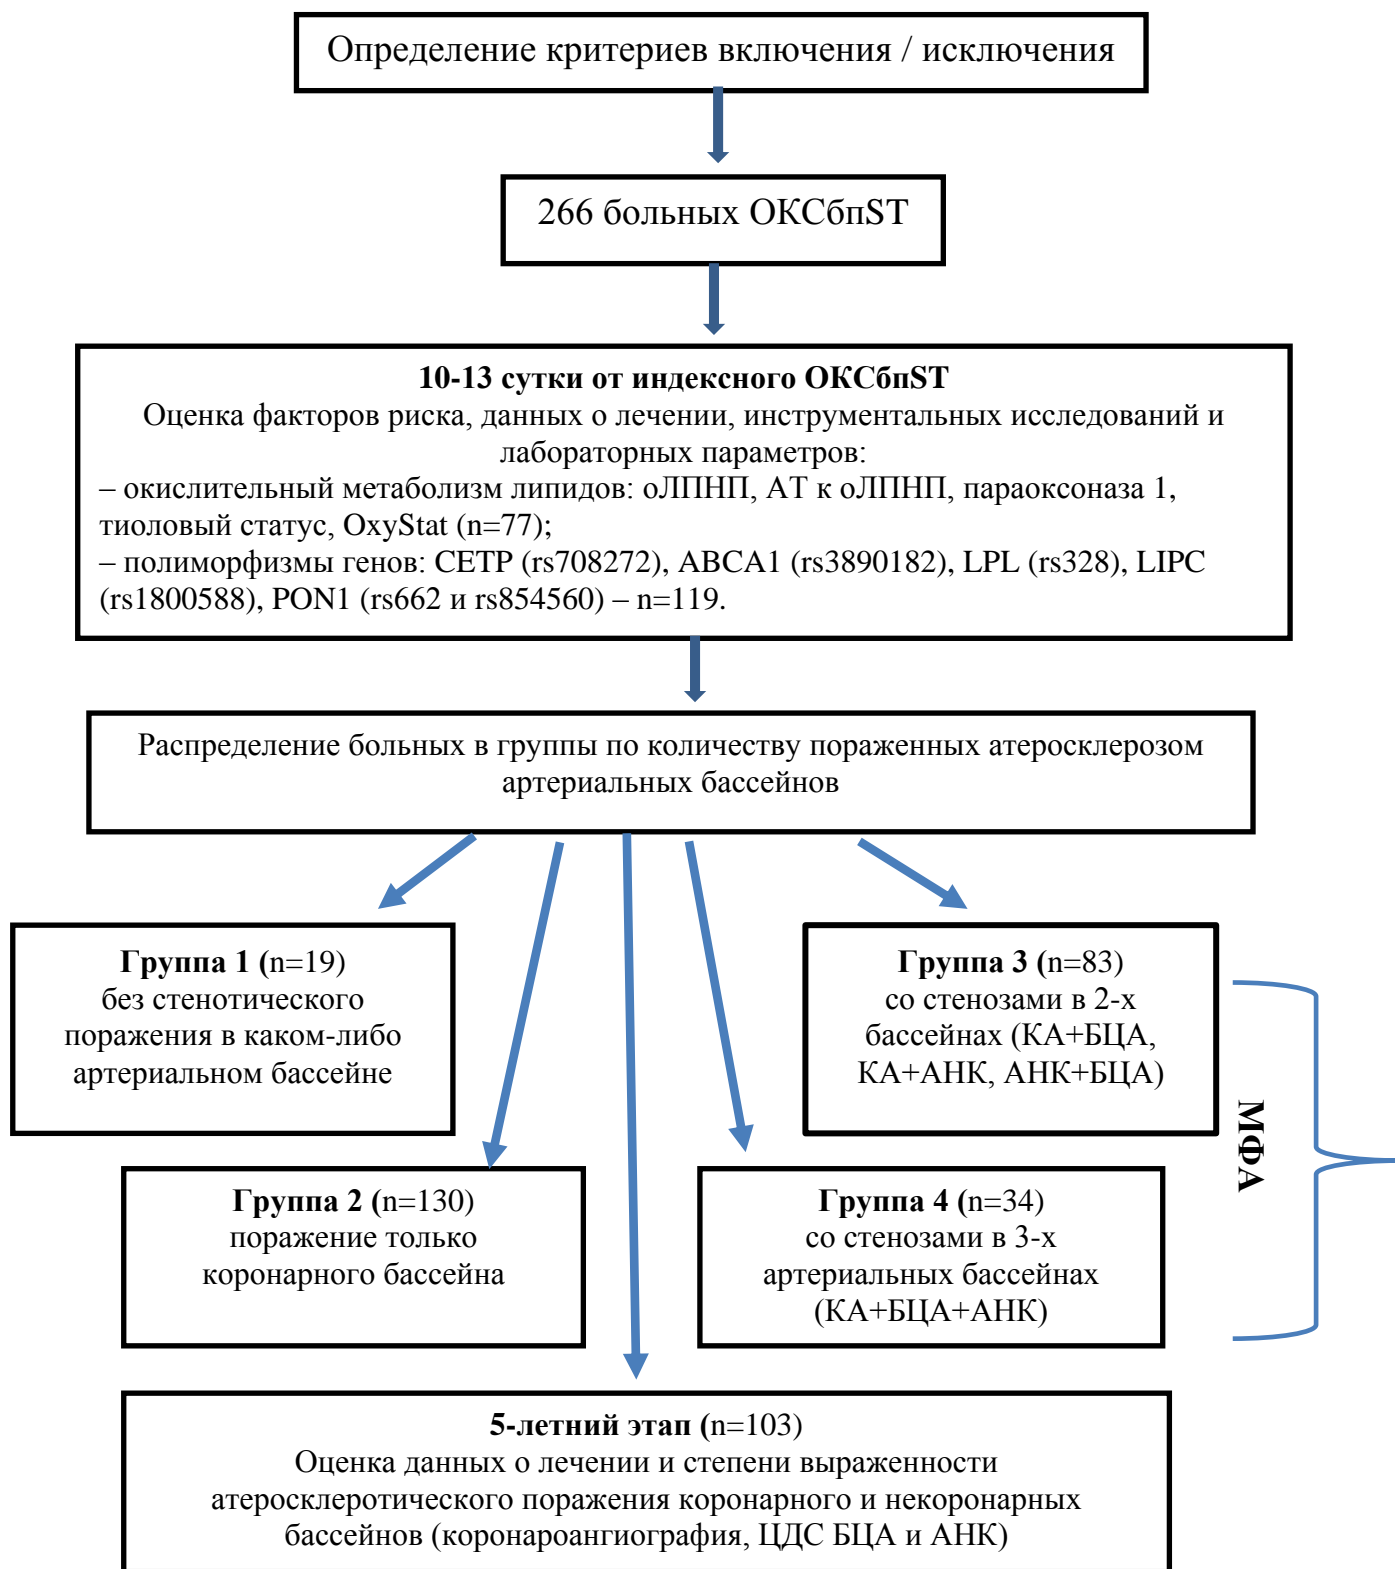 Определение критериев включения / исключения
266 больных ОКСбпST
10-13 сутки от индексного ОКСбпST
Оценка факторов риска, данных о лечении, инструментальных исследований и
лабораторных параметров:
– окислительный метаболизм липидов: оЛПНП, АТ к оЛПНП, параоксоназа 1,
тиоловый статус, OxyStat (n=77);
– полиморфизмы генов: CETP (rs708272), ABCA1 (rs3890182), LPL (rs328), LIPC
(rs1800588), PON1 (rs662 и rs854560) – n=119.
Распределение больных в группы по количеству пораженных атеросклерозом
артериальных бассейнов
Группа 1 (n=19)
без стенотического
поражения в каком-либо
артериальном бассейне
Группа 3 (n=83)
со стенозами в 2-х
бассейнах (КА+БЦА,
КА+АНК, АНК+БЦА)
МФА
Группа 2 (n=130)
поражение только
коронарного бассейна
Группа 4 (n=34)
со стенозами в 3-х
артериальных бассейнах
(КА+БЦА+АНК)
5-летний этап (n=103)
Оценка данных о лечении и степени выраженности
атеросклеротического поражения коронарного и некоронарных
бассейнов (коронароангиография, ЦДС БЦА и АНК)